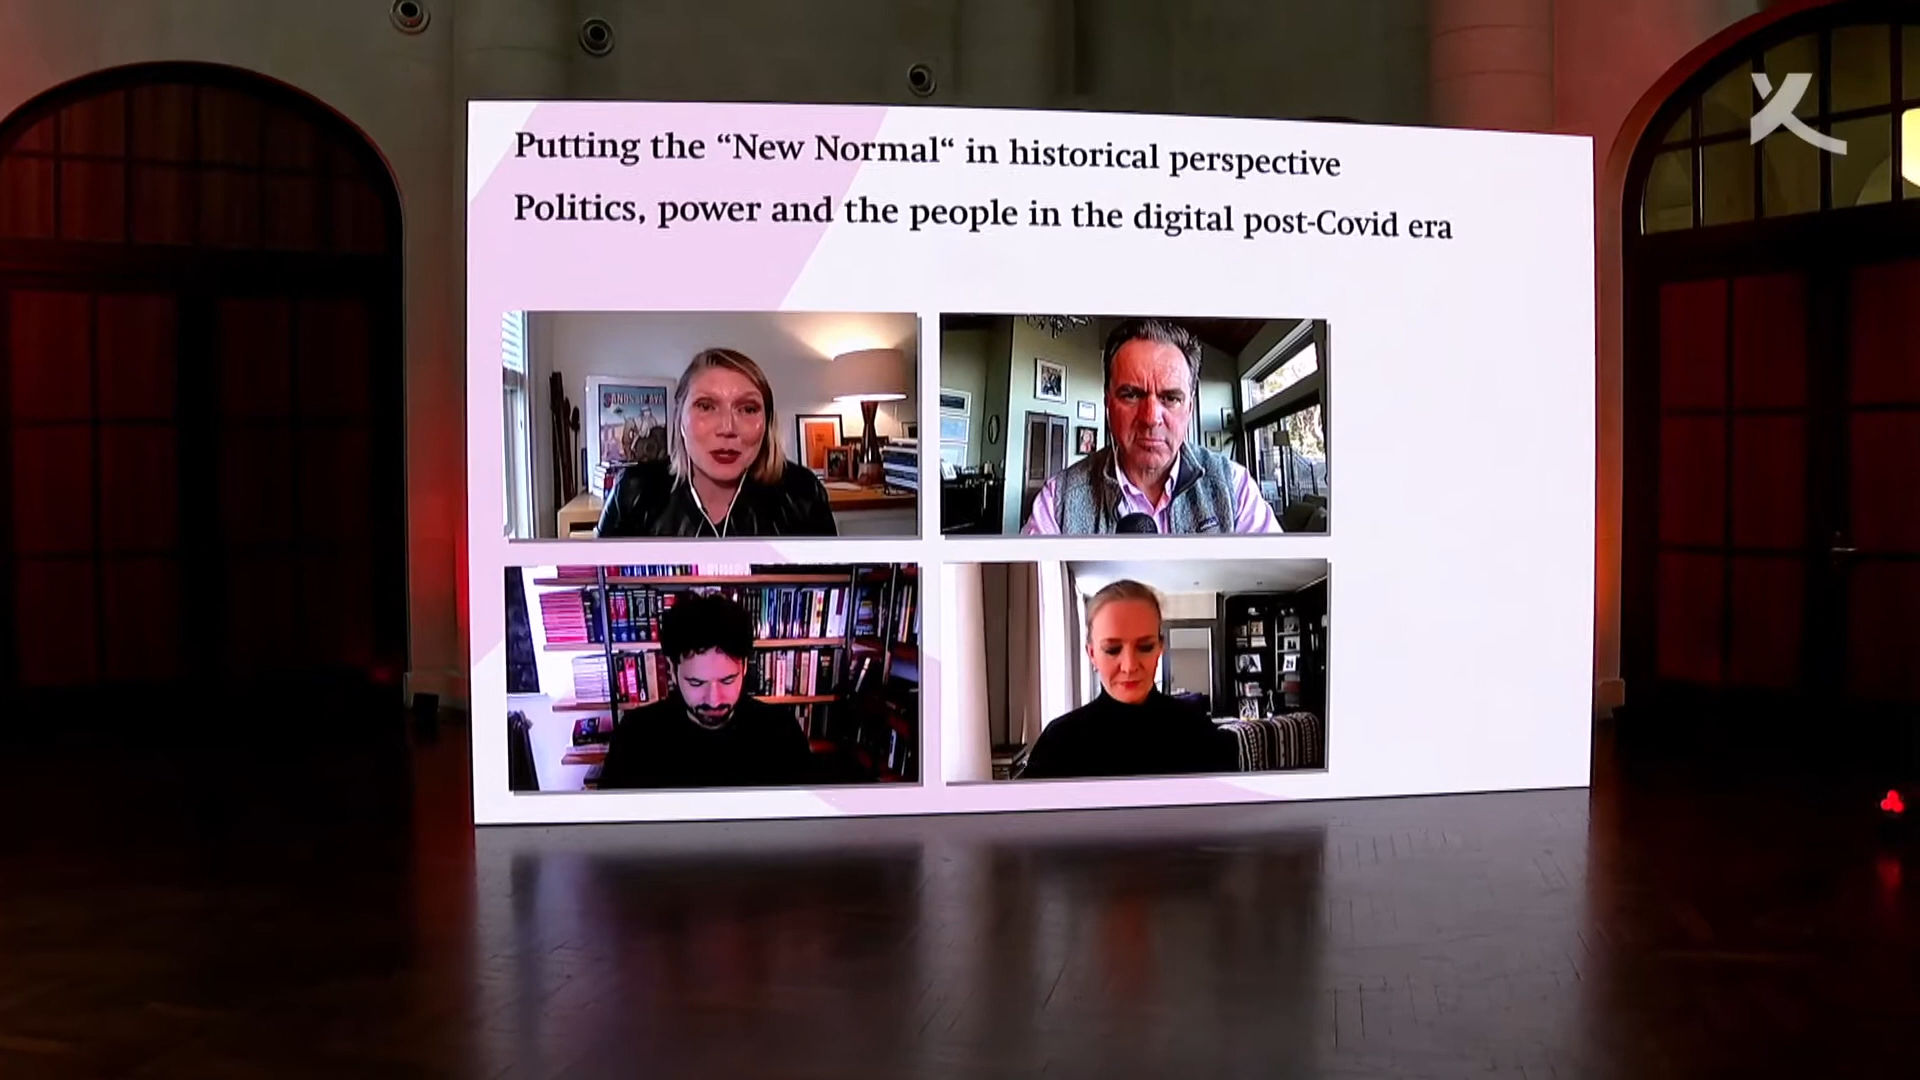 Putting the “New Normal“ in historical perspective
Politics, power and the people in the digital post-Covid era